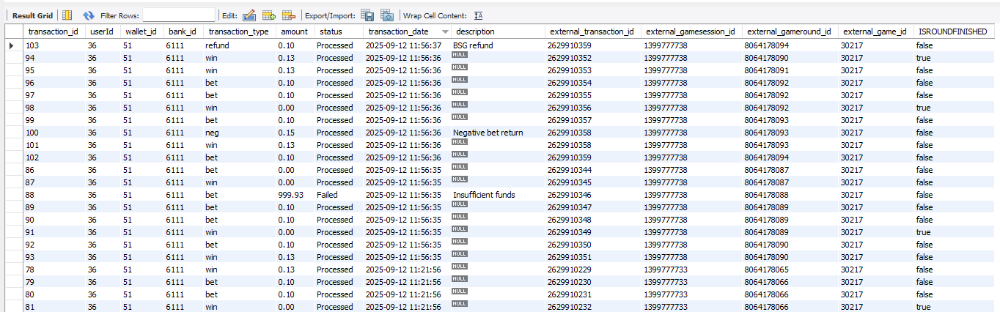 Result Grid Filter Rows: Edit: Export/Import: Wrap Cell Content: IA
transaction_id userId wallet_id bank_id transaction_type amount status transaction_date description external_transaction_id external_gamesession_id external_gameround_id external_game_id ISROUNDFINISHED
103 36 51 6111 refund 0.10 Processed 2025-09-12 11:56:37 BSG refund 2629910359 1399777738 8064178094 30217 false
94 36 51 6111 win 0.13 Processed 2025-09-12 11:56:36 NULL 2629910352 1399777738 8064178090 30217 true
95 36 51 6111 win 0.13 Processed 2025-09-12 11:56:36 NULL 2629910353 1399777738 8064178091 30217 false
96 36 51 6111 bet 0.10 Processed 2025-09-12 11:56:36 NULL 2629910354 1399777738 8064178092 30217 false
97 36 51 6111 bet 0.10 Processed 2025-09-12 11:56:36 NULL 2629910355 1399777738 8064178092 30217 false
98 36 51 6111 win 0.00 Processed 2025-09-12 11:56:36 NULL 2629910356 1399777738 8064178092 30217 true
99 36 51 6111 bet 0.10 Processed 2025-09-12 11:56:36 NULL 2629910357 1399777738 8064178093 30217 false
100 36 51 6111 neg 0.15 Processed 2025-09-12 11:56:36 Negative bet return 2629910358 1399777738 8064178093 30217 false
101 36 51 6111 win 0.13 Processed 2025-09-12 11:56:36 NULL 2629910358 1399777738 8064178093 30217 false
102 36 51 6111 bet 0.10 Processed 2025-09-12 11:56:36 NULL 2629910359 1399777738 8064178094 30217 false
86 36 51 6111 bet 0.00 Processed 2025-09-12 11:56:35 NULL 2629910344 1399777738 8064178087 30217 false
87 36 51 6111 win 0.00 Processed 2025-09-12 11:56:35 NULL 2629910345 1399777738 8064178087 30217 false
88 36 51 6111 bet 999.93 Failed 2025-09-12 11:56:35 Insufficient funds 2629910346 1399777738 8064178088 30217 false
89 36 51 6111 bet 0.10 Processed 2025-09-12 11:56:35 NULL 2629910347 1399777738 8064178089 30217 false
90 36 51 6111 bet 0.10 Processed 2025-09-12 11:56:35 NULL 2629910348 1399777738 8064178089 30217 false
91 36 51 6111 win 0.00 Processed 2025-09-12 11:56:35 NULL 2629910349 1399777738 8064178089 30217 true
92 36 51 6111 bet 0.10 Processed 2025-09-12 11:56:35 NULL 2629910350 1399777738 8064178090 30217 false
93 36 51 6111 win 0.13 Processed 2025-09-12 11:56:35 NULL 2629910351 1399777738 8064178090 30217 false
78 36 51 6111 win 0.13 Processed 2025-09-12 11:21:56 NULL 2629910229 1399777733 8064178065 30217 false
79 36 51 6111 bet 0.10 Processed 2025-09-12 11:21:56 NULL 2629910230 1399777733 8064178066 30217 false
80 36 51 6111 bet 0.10 Processed 2025-09-12 11:21:56 NULL 2629910231 1399777733 8064178066 30217 false
81 36 51 6111 win 0.00 Processed 2025-09-12 11:21:56 NULL 2629910232 1399777733 8064178066 30217 true